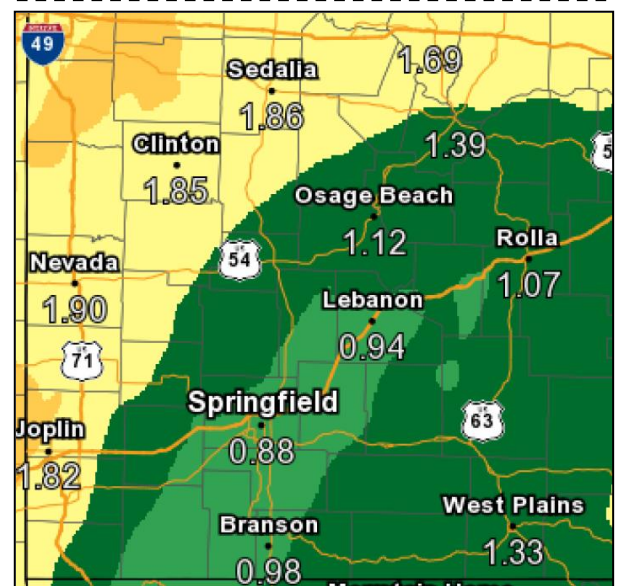 49
Sedalia
1.69
1.86
Clinton
1.39
1.85
Osage Beach
1.12
Rolla
54
Nevada
1.07
1.90
Lebanon
0.94
71
Springfield
63
Joplin
0.88
1.82
West Plains
Branson
1.33
0.98